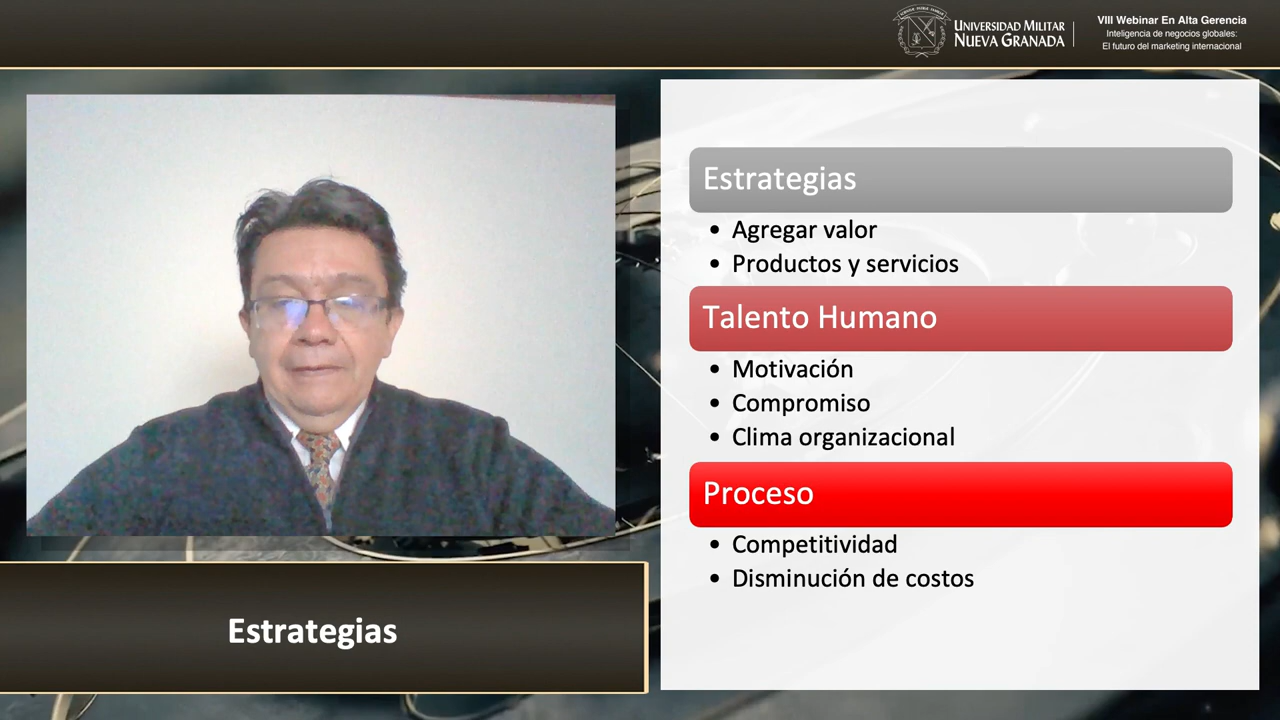 UNIVERSIDAD MILITAR
NUEVA GRANADA
VIII Webinar En Alta Gerencia
Inteligencia de negocios globales:
El futuro del marketing internacional
Estrategias
• Agregar valor
• Productos y servicios
Talento Humano
• Motivación
• Compromiso
• Clima organizacional
Proceso
• Competitividad
• Disminución de costos
Estrategias